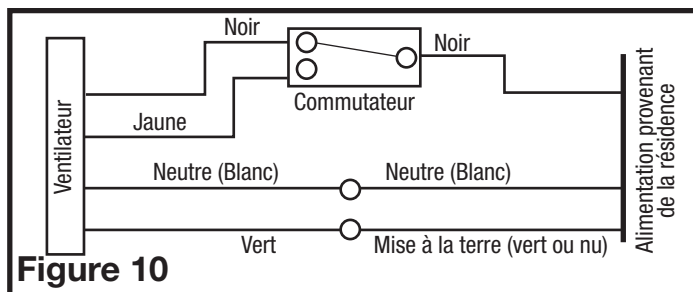 Noir
Noir
Commutateur
Jaune
Ventilateur
Neutre (Blanc)
Neutre (Blanc)
Vert
Mise à la terre (vert ou nu)
Alimentation provenant
de la résidence
Figure 10